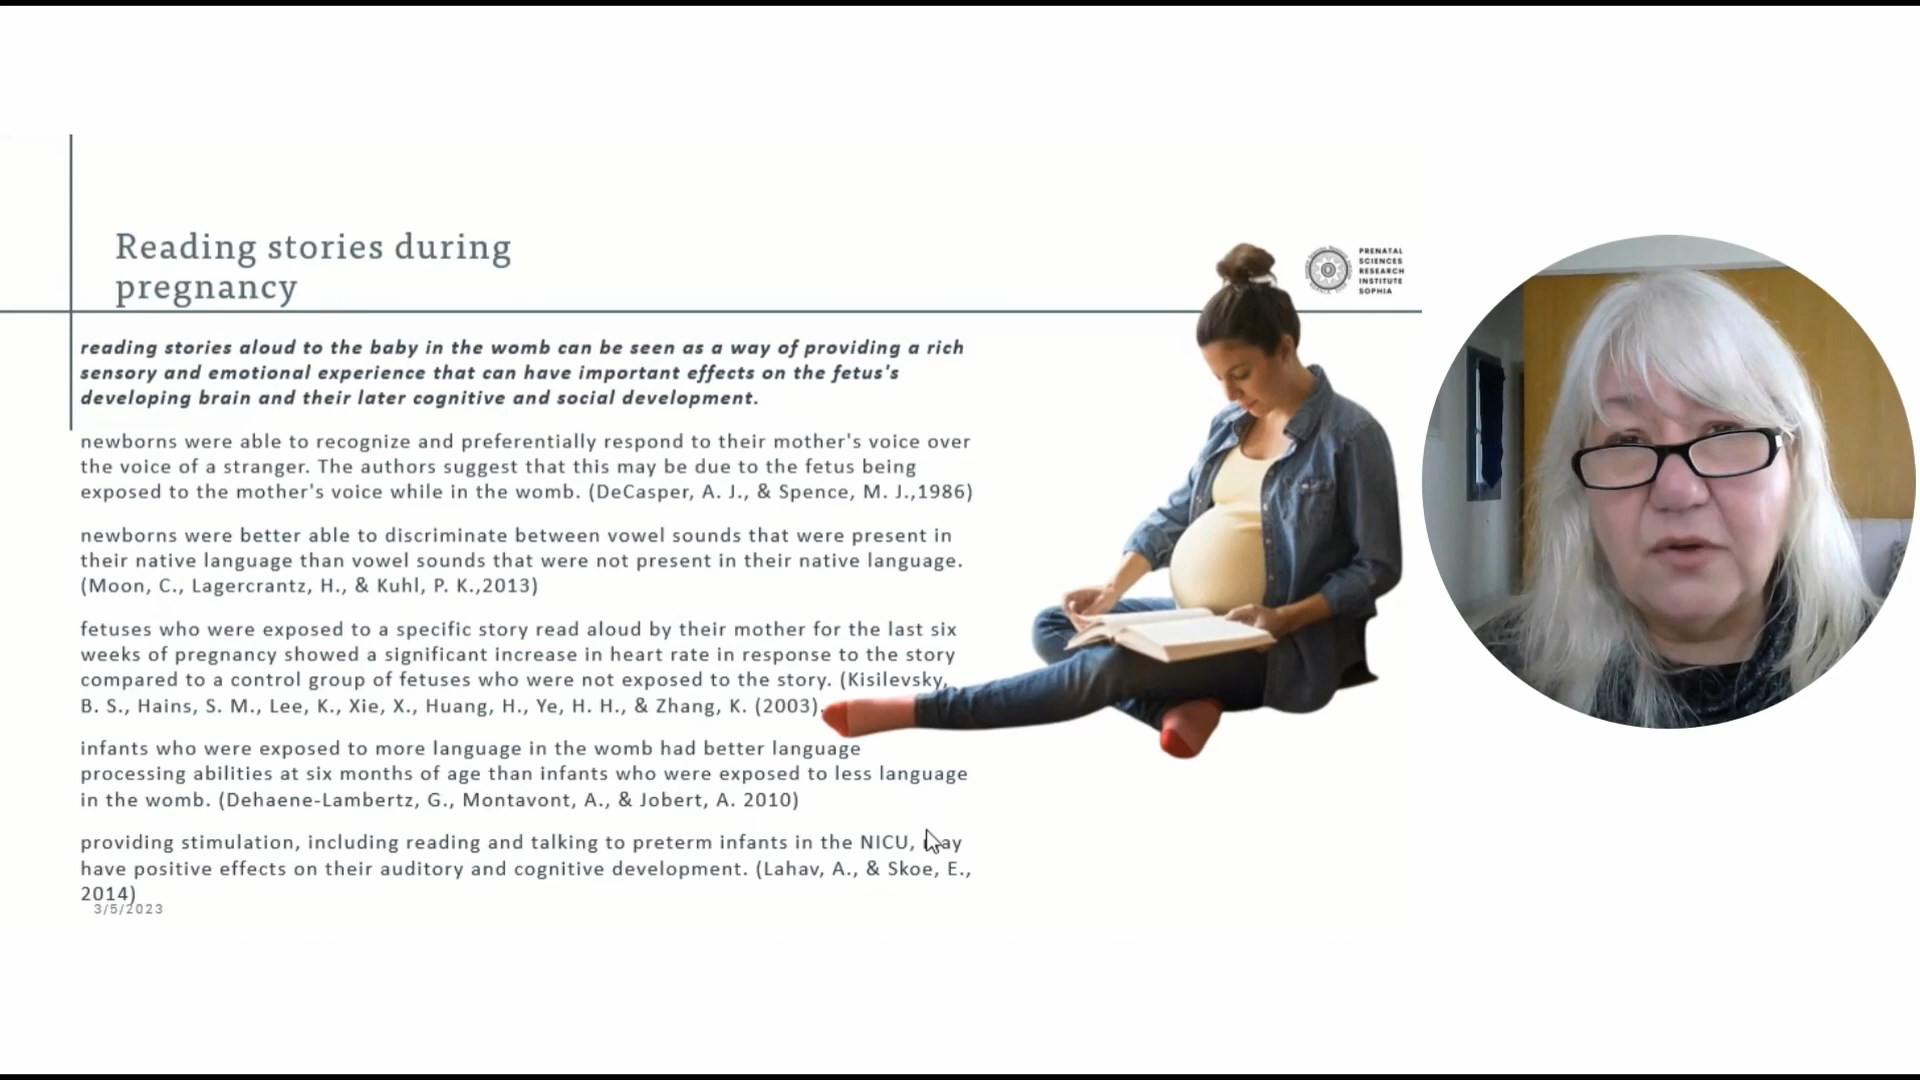 Reading stories during
pregnancy
PRENATAL
SCIENCES
RESEARCH
INSTITUTE
SOPHIA
reading stories aloud to the baby in the womb can be seen as a way of providing a rich
sensory and emotional experience that can have important effects on the fetus's
developing brain and their later cognitive and social development.
newborns were able to recognize and preferentially respond to their mother's voice over
the voice of a stranger. The authors suggest that this may be due to the fetus being
exposed to the mother's voice while in the womb. (DeCasper, A. J., & Spence, M. J.,1986)
newborns were better able to discriminate between vowel sounds that were present in
their native language than vowel sounds that were not present in their native language.
(Moon, C., Lagercrantz, H., & Kuhl, P. K.,2013)
fetuses who were exposed to a specific story read aloud by their mother for the last six
weeks of pregnancy showed a significant increase in heart rate in response to the story
compared to a control group of fetuses who were not exposed to the story. (Kisilevsky,
B. S., Hains, S. M., Lee, K., Xie, X., Huang, H., Ye, H. H., & Zhang, K. (2003).
infants who were exposed to more language in the womb had better language
processing abilities at six months of age than infants who were exposed to less language
in the womb. (Dehaene-Lambertz, G., Montavont, A., & Jobert, A. 2010)
providing stimulation, including reading and talking to preterm infants in the NICU, may
have positive effects on their auditory and cognitive development. (Lahav, A., & Skoe, E.,
2014)
3/5/2023